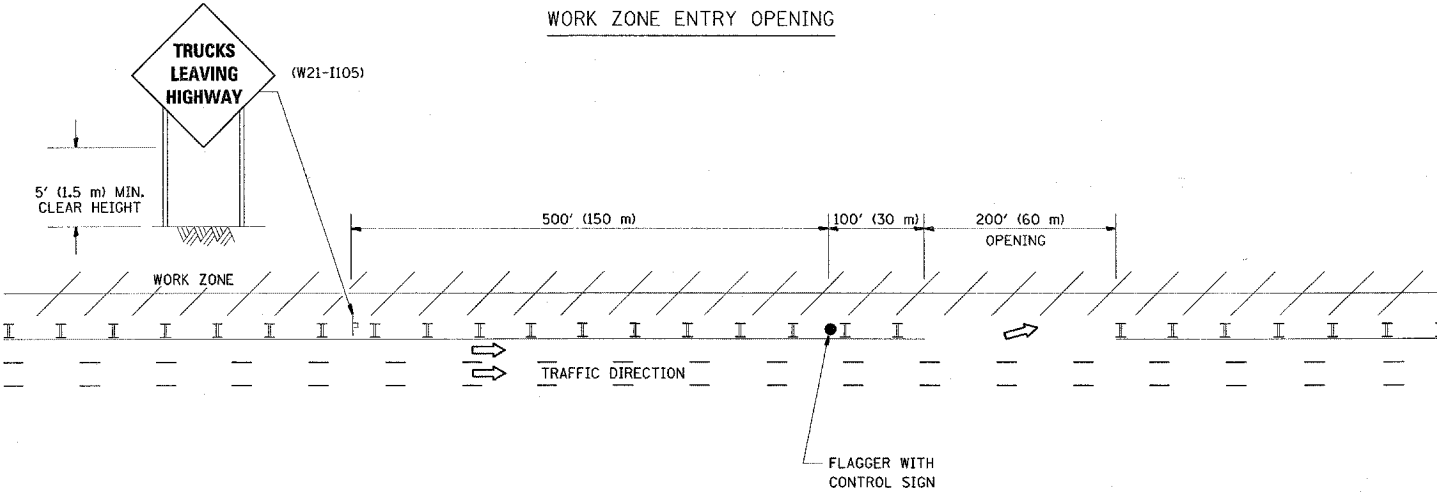 WORK ZONE ENTRY OPENING
TRUCKS
LEAVING
HIGHWAY
(W21-I105)
5' (1.5 m) MIN.
CLEAR HEIGHT
500' (150 m)
100' (30 m)
200' (60 m)
OPENING
WORK ZONE
TRAFFIC DIRECTION
FLAGGER WITH
CONTROL SIGN